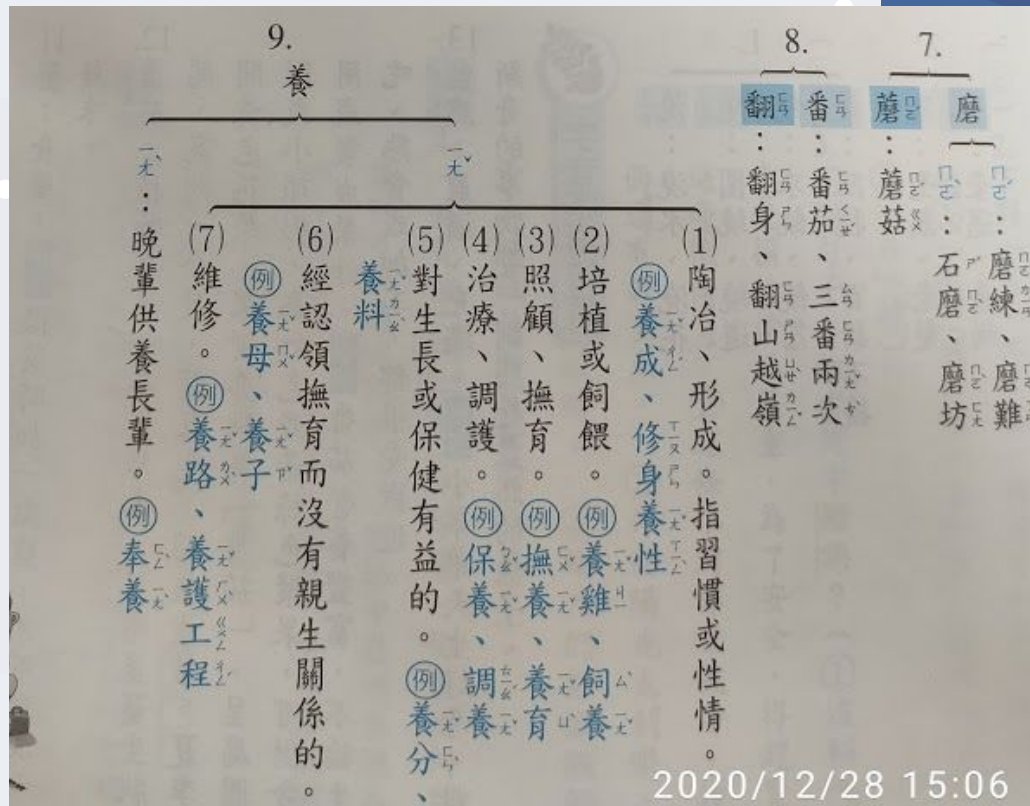 7.
磨
ㄇㄛˊ：磨練、磨難
ㄇㄛˋ：石磨、磨坊
蘑：蘑菇
8.
番：番茄、三番兩次
翻：翻身、翻山越嶺
9.
養
ㄧㄤˇ
(1)陶冶、形成。指習慣或性情。
例養成、修身養性
(2)培植或飼餵。例養雞、飼養
(3)照顧、撫育。例撫養、養育
(4)治療、調護。例保養、調養
(5)對生長或保健有益的。例養分、
養料
(6)經認領撫育而沒有親生關係的。
例養母、養子
(7)維修。例養路、養護工程
ㄧㄤˋ：晚輩供養長輩。例奉養
2020/12/28 15:06